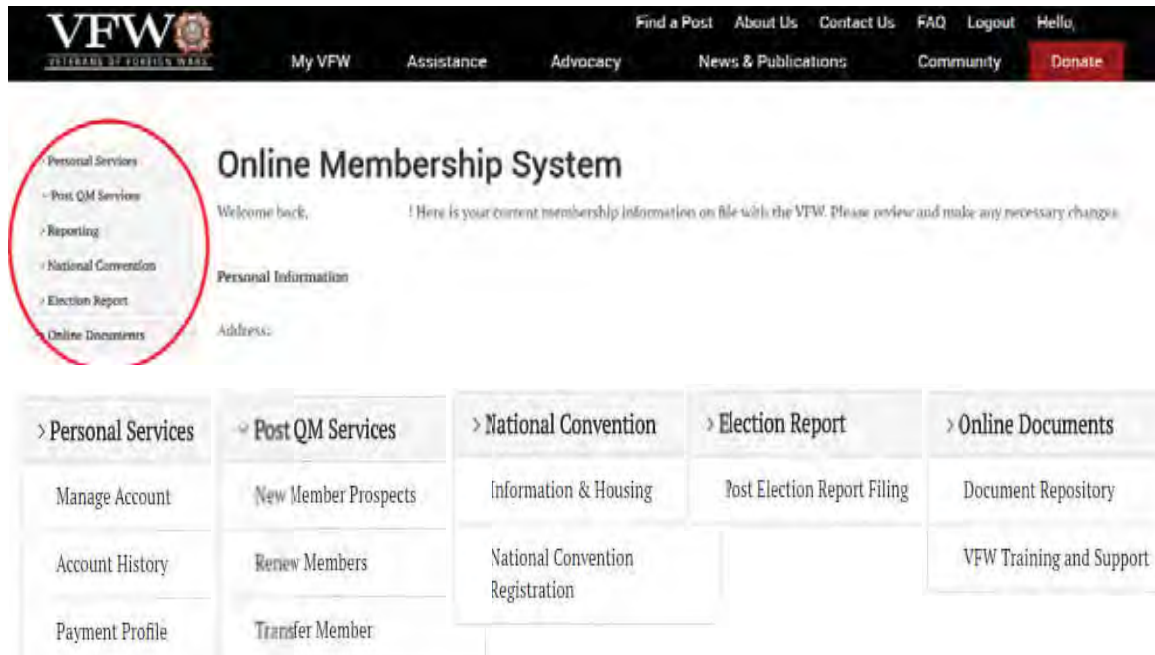 VFW
VETERANS OF FOREIGN WARS
Find a Post About Us Contact Us FAQ Logout Hello,
My VFW Assistance Advocacy News & Publications Community Donate
> Personal Services
Post QM Services
> Reporting
> National Convention
> Election Report
Online Documents
Online Membership System
Welcome back, ! Here is your current membership information on file with the VFW. Please review and make any necessary changes.
Personal Information
Address:
> Personal Services
Manage Account
Account History
Payment Profile
Post QM Services
New Member Prospects
Renew Members
Transfer Member
> National Convention
Information & Housing
National Convention
Registration
> Election Report
Post Election Report Filing
> Online Documents
Document Repository
VFW Training and Support